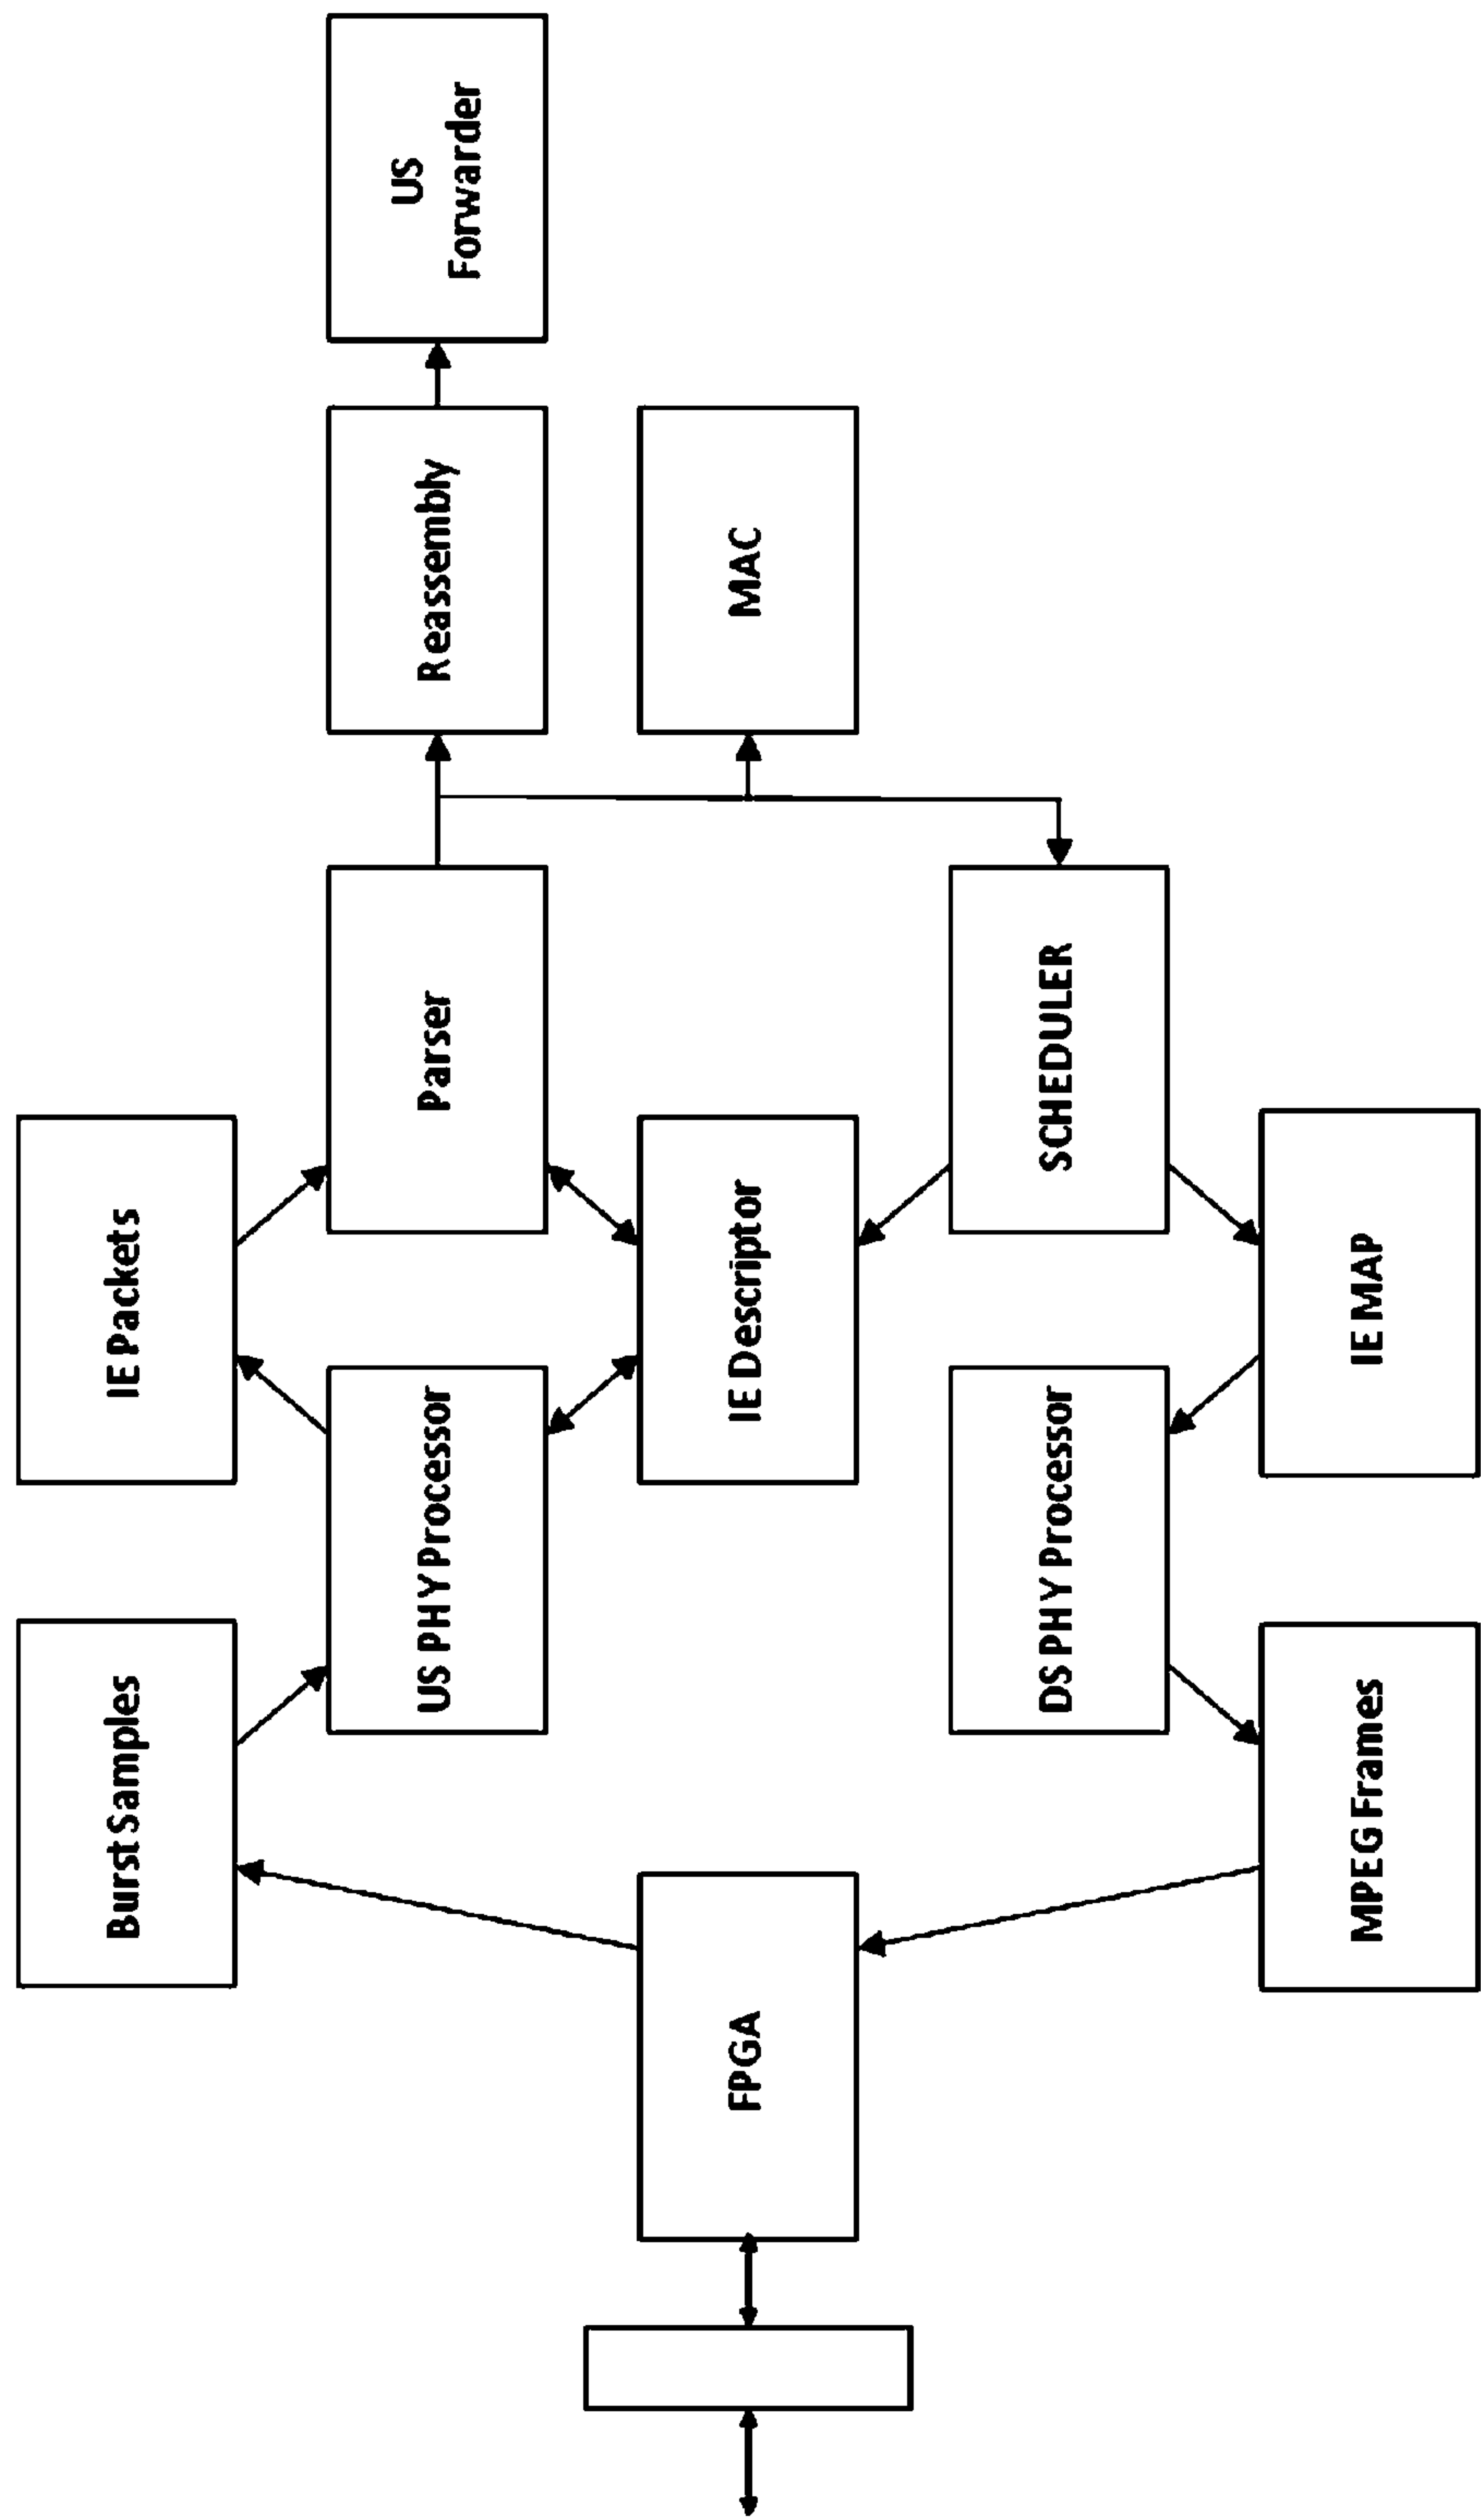 Burst Samples
IE Packets
US PHY Processor
Parser
Reassembly
US
Forwarder
FPGA
IE Descriptor
MAC
DS PHY Processor
SCHEDULER
MPEG Frames
IE MAP